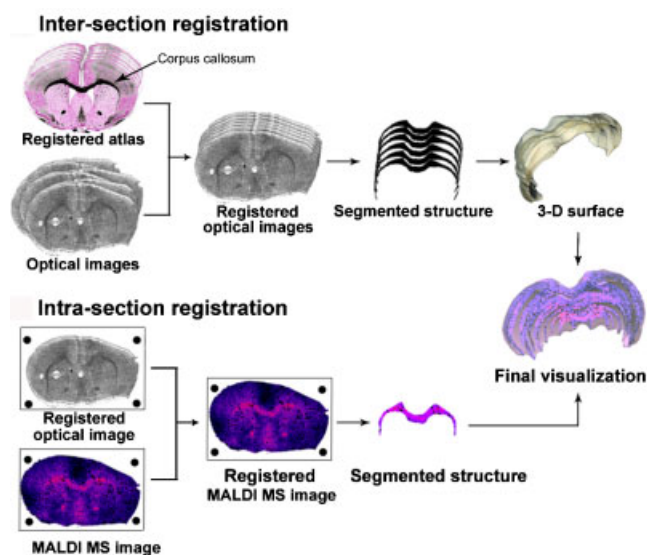 Inter-section registration
Corpus callosum
Registered atlas
Optical images
Registered
optical images
Segmented structure
3-D surface
Intra-section registration
Registered
optical image
MALDI MS image
Registered
MALDI MS image
Segmented structure
Final visualization